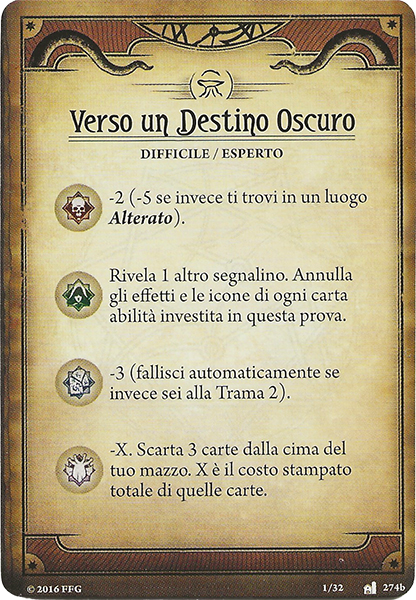 Verso un Destino Oscuro
DIFFICILE / ESPERTO
-2 (-5 se invece ti trovi in un luogo
Alterato).
Rivela 1 altro segnalino. Annulla
gli effetti e le icone di ogni carta
abilità investita in questa prova.
-3 (fallisci automaticamente se
invece sei alla Trama 2).
-X. Scarta 3 carte dalla cima del
tuo mazzo. X è il costo stampato
totale di quelle carte.
© 2016 FFG 1/32 274b